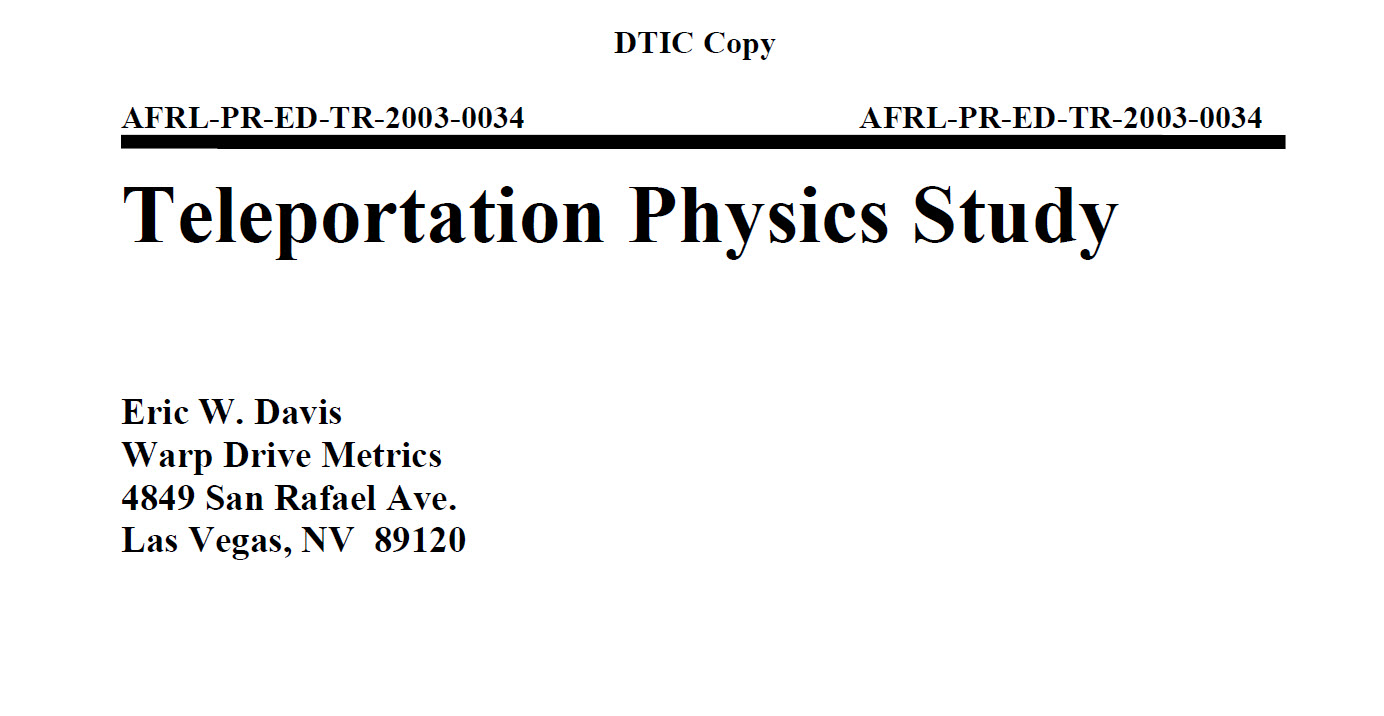 DTIC Copy
AFRL-PR-ED-TR-2003-0034 AFRL-PR-ED-TR-2003-0034
Teleportation Physics Study
Eric W. Davis
Warp Drive Metrics
4849 San Rafael Ave.
Las Vegas, NV 89120